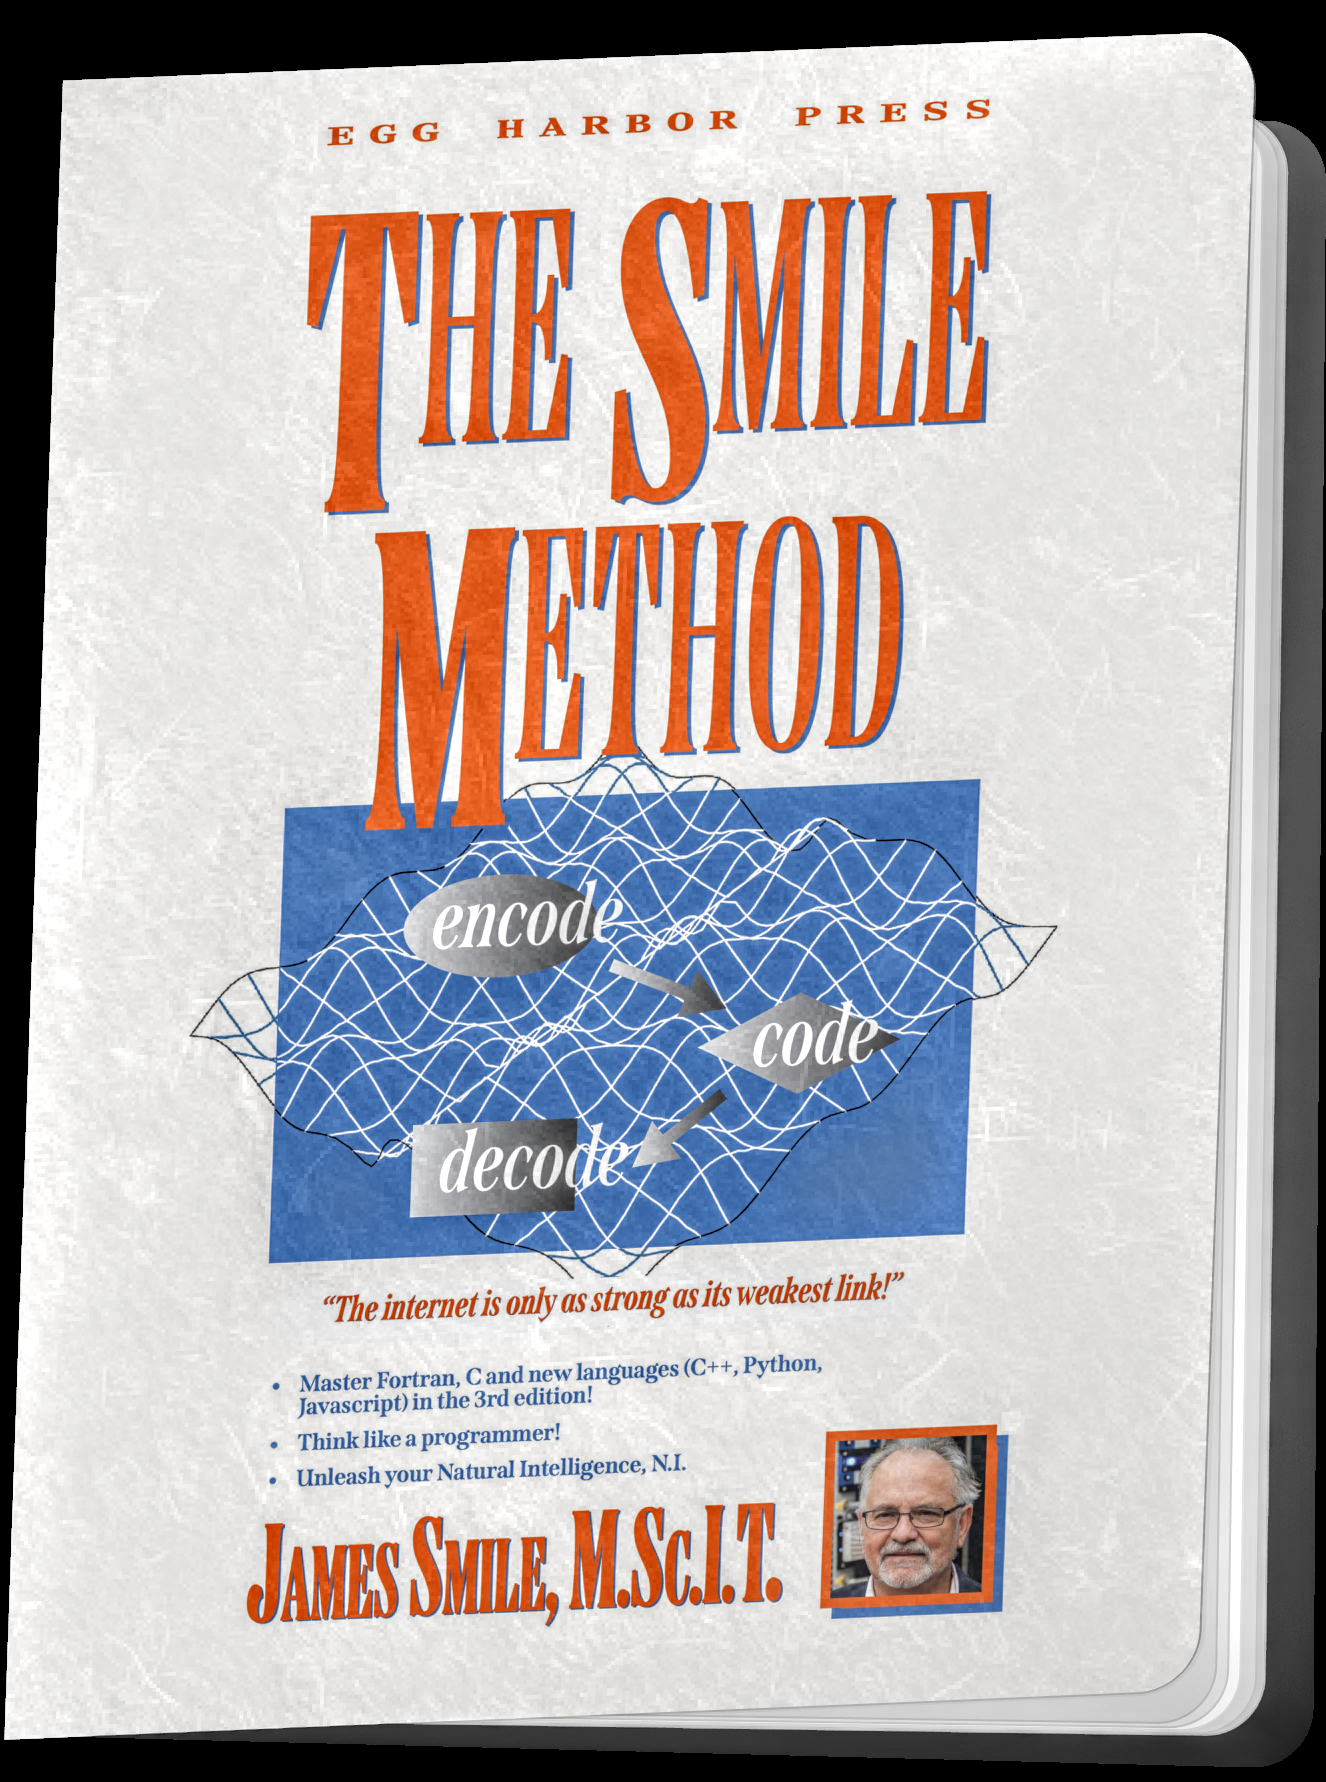 EGG HARBOR PRESS
THE SMILE
METHOD
encode
code
decode
“The internet is only as strong as its weakest link!”
• Master Fortran, C and new languages (C++, Python,
Javascript) in the 3rd edition!
• Think like a programmer!
• Unleash your Natural Intelligence, N.I.
JAMES SMILE, M.SC.I.T.